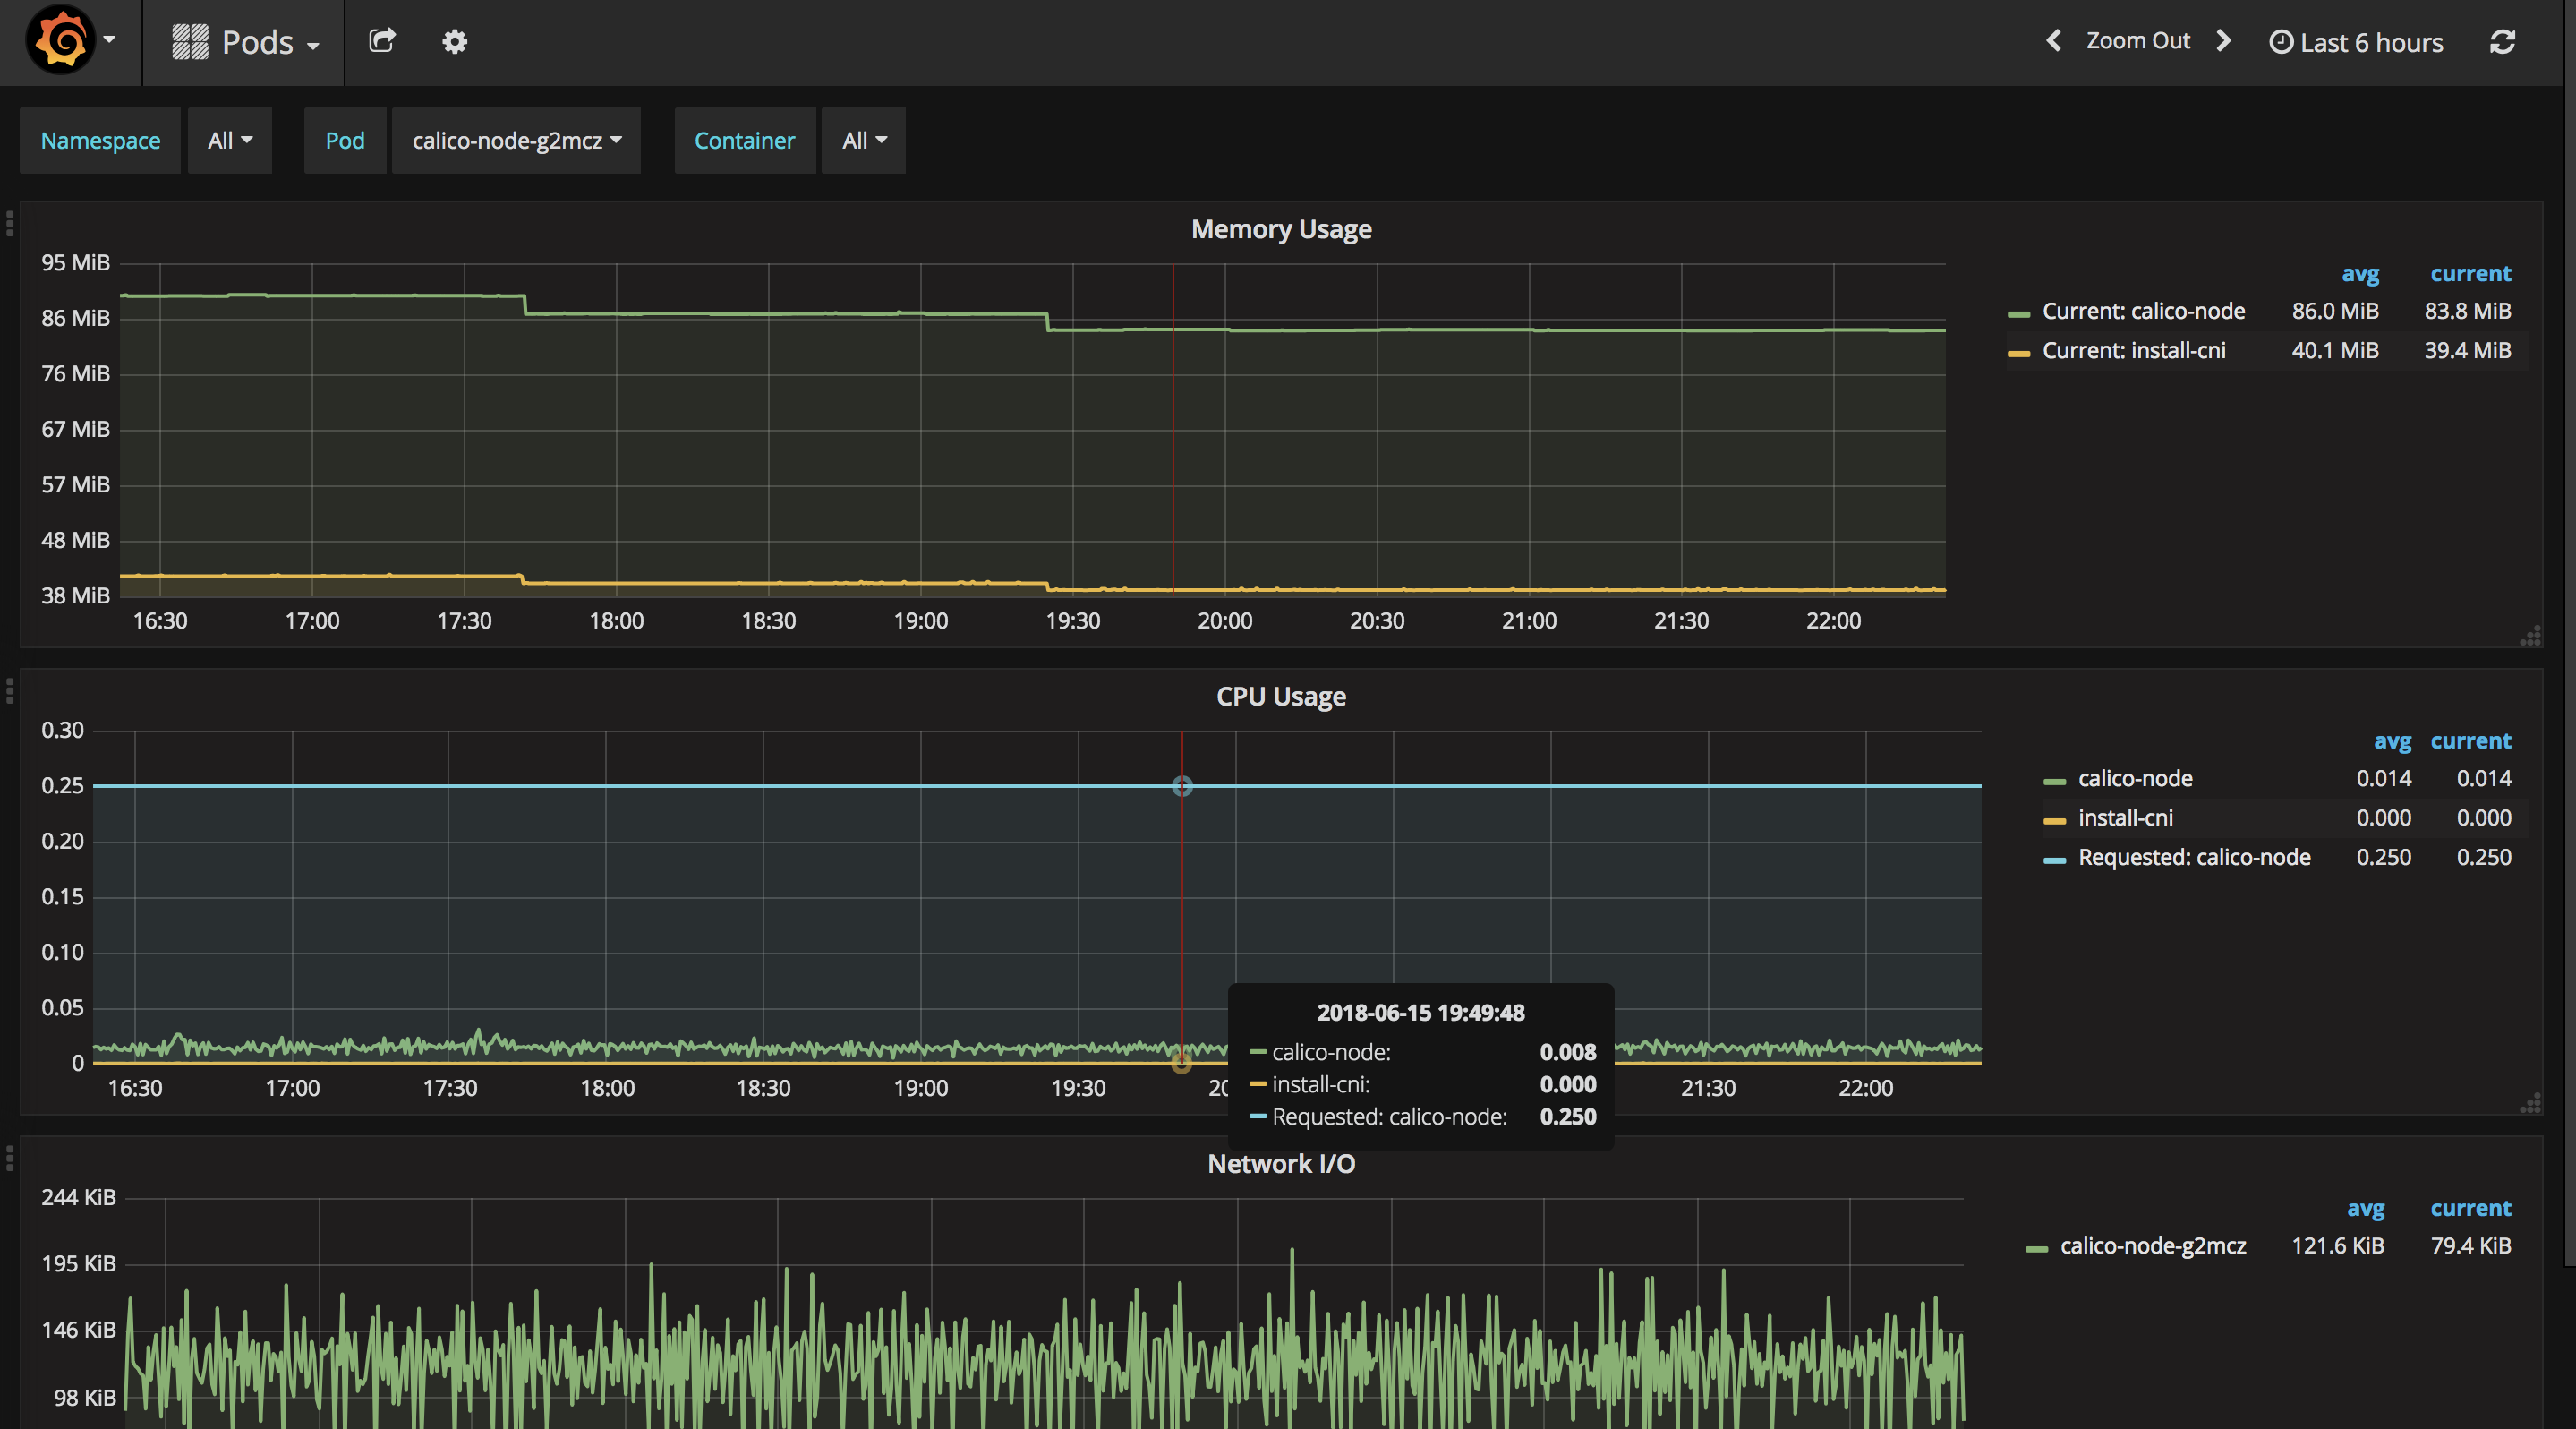 Pods
Zoom Out
Last 6 hours
Namespace All Pod calico-node-g2mcz Container All
Memory Usage
95 MiB
86 MiB
76 MiB
67 MiB
57 MiB
48 MiB
38 MiB
16:30 17:00 17:30 18:00 18:30 19:00 19:30 20:00 20:30 21:00 21:30 22:00
avg current
Current: calico-node 86.0 MiB 83.8 MiB
Current: install-cni 40.1 MiB 39.4 MiB
CPU Usage
0.30
0.25
0.20
0.15
0.10
0.05
0
16:30 17:00 17:30 18:00 18:30 19:00 19:30 20 21:30 22:00
avg current
calico-node 0.014 0.014
install-cni 0.000 0.000
Requested: calico-node 0.250 0.250
2018-06-15 19:49:48
calico-node: 0.008
install-cni: 0.000
Requested: calico-node: 0.250
Network I/O
244 KiB
195 KiB
146 KiB
98 KiB
avg current
calico-node-g2mcz 121.6 KiB 79.4 KiB